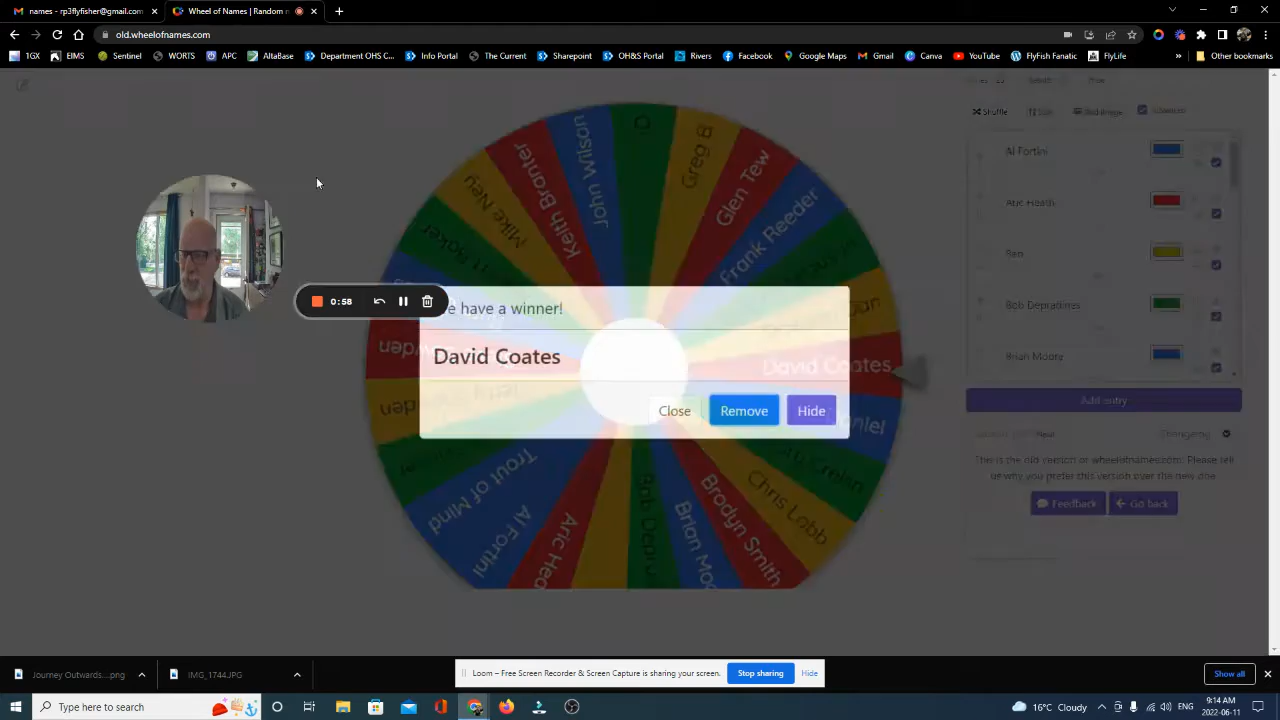 names - rp3flyfisher@gmail.com
Wheel of Names | Random n
old.wheelofnames.com
1GX
EIMS
Sentinel
WORTS
APC
AltaBase
Department OHS C...
Info Portal
The Current
Sharepoint
OH&S Portal
Rivers
Facebook
Google Maps
Gmail
Canva
YouTube
FlyFish Fanatic
FlyLife
Other bookmarks
Shuffle
Al Fortini
Ben
Bob Depratines
Brian Moore
Add entry
Changelog
This is the old version of wheelofnames.com. Please tell
us why you prefer this version over the new one
Feedback
Go back
John Wilson
Keith Branter
Mike Ney
Greg B
Glen Tew
Frank Reeder
David Coates
Chris Lobb
Brodyn Smith
Brian Moo
Bob Depr
Aric Hea
Al Fortini
Trout of Mind
0:58
e have a winner!
David Coates
Close
Remove
Hide
Journey Outwards....png
IMG_1744.JPG
Loom – Free Screen Recorder & Screen Capture is sharing your screen.
Stop sharing
Hide
Show all
Type here to search
16°C Cloudy
ENG
9:14 AM
2022-06-11